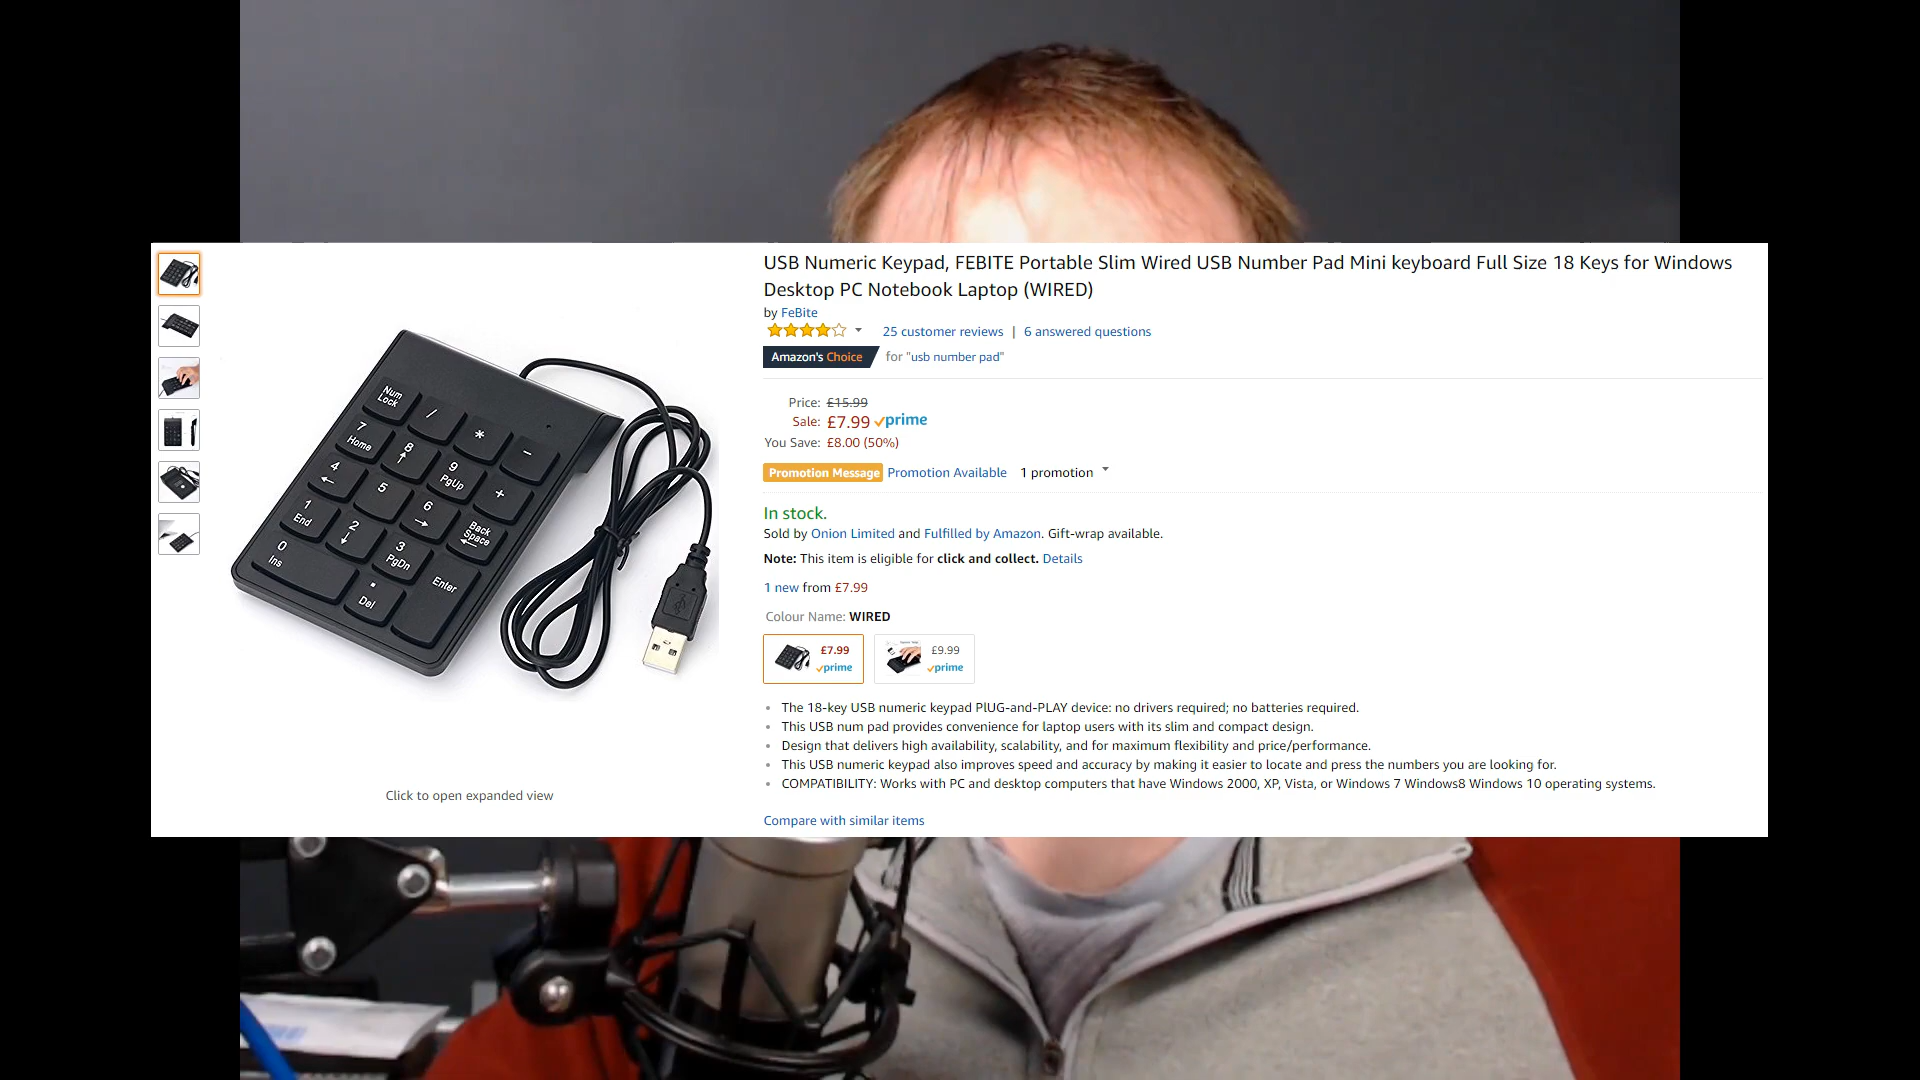 USB Numeric Keypad, FEBITE Portable Slim Wired USB Number Pad Mini keyboard Full Size 18 Keys for Windows
Desktop PC Notebook Laptop (WIRED)
by FeBite
25 customer reviews | 6 answered questions
Amazon's Choice for "usb number pad"
Price: £15.99
Sale: £7.99 prime
You Save: £8.00 (50%)
Promotion Message Promotion Available 1 promotion
In stock.
Sold by Onion Limited and Fulfilled by Amazon. Gift-wrap available.
Note: This item is eligible for click and collect. Details
1 new from £7.99
Colour Name: WIRED
£7.99
prime
£9.99
prime
• The 18-key USB numeric keypad PlUG-and-PLAY device: no drivers required; no batteries required.
• This USB num pad provides convenience for laptop users with its slim and compact design.
• Design that delivers high availability, scalability, and for maximum flexibility and price/performance.
• This USB numeric keypad also improves speed and accuracy by making it easier to locate and press the numbers you are looking for.
• COMPATIBILITY: Works with PC and desktop computers that have Windows 2000, XP, Vista, or Windows 7 Windows8 Windows 10 operating systems.
Compare with similar items
Num Lock / * -
7 Home 8 ↑ 9 PgUp +
4 ← 5 6 → Back Space ←
1 End 2 ↓ 3 PgDn Enter
0 Ins . Del
Click to open expanded view